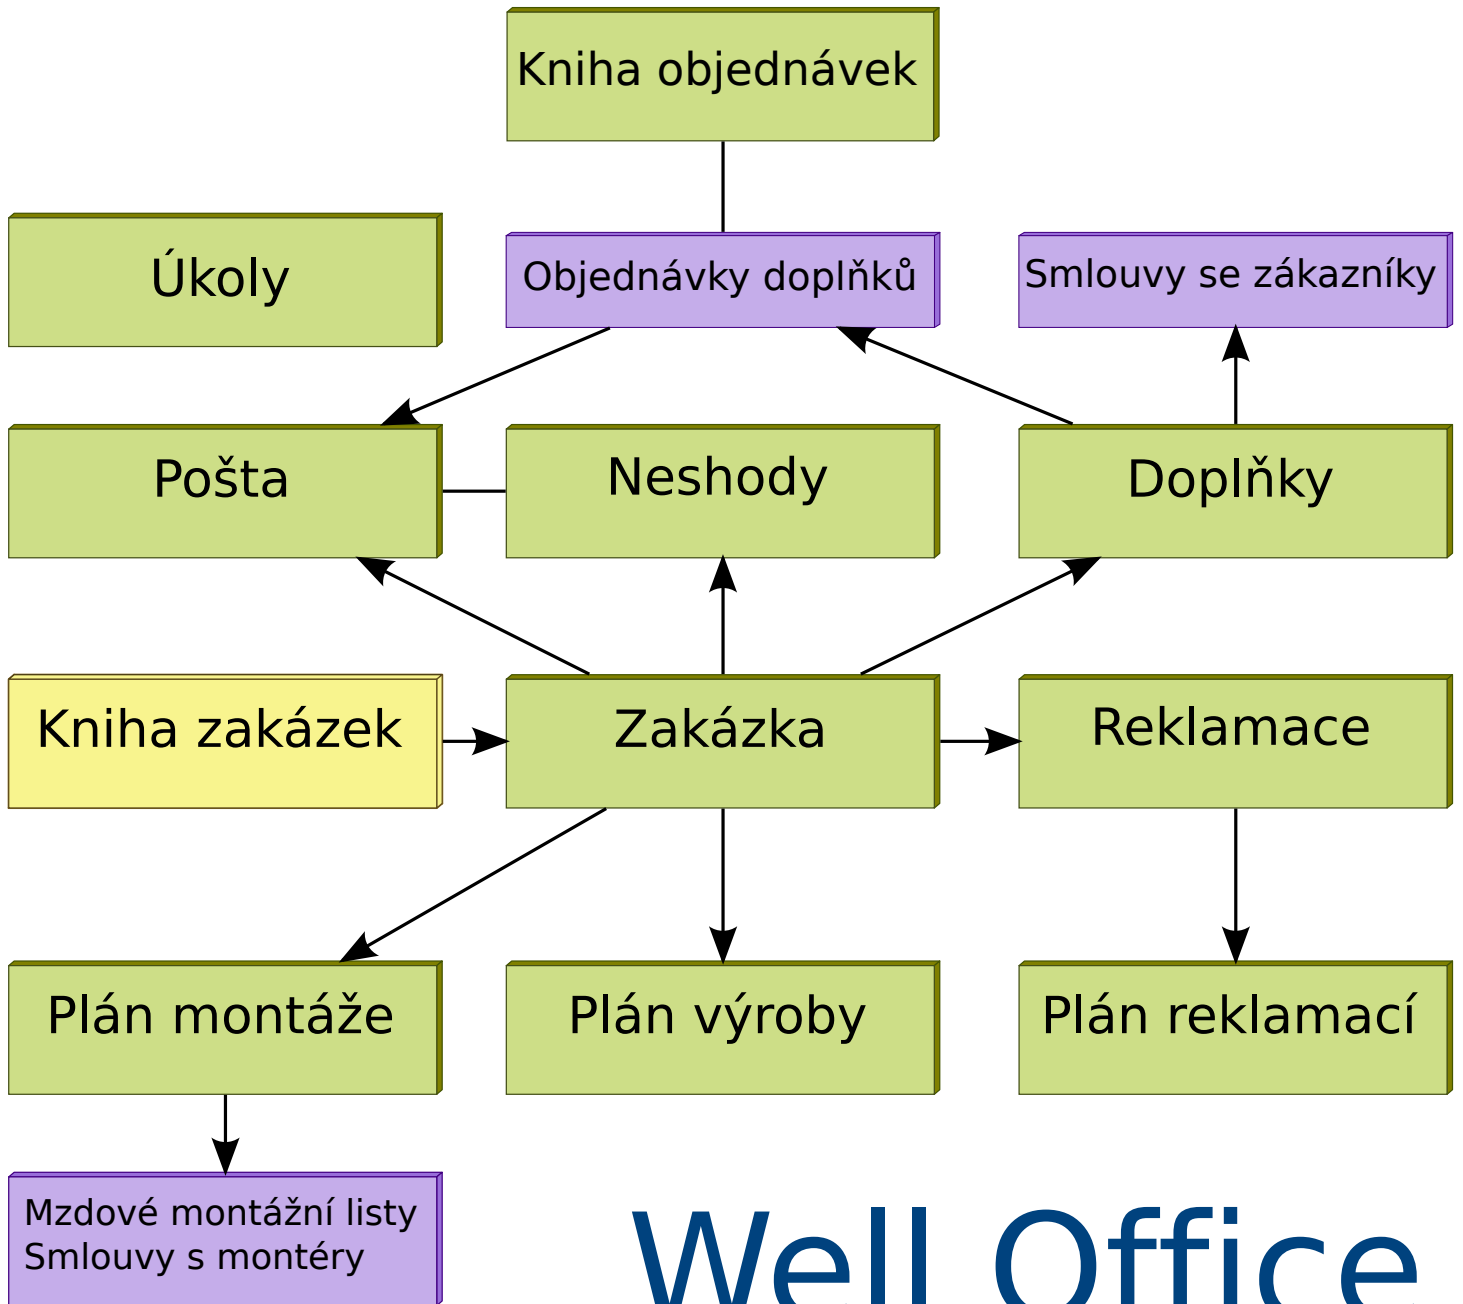 Kniha objednávek
Úkoly
Objednávky doplňků
Smlouvy se zákazníky
Pošta
Neshody
Doplňky
Kniha zakázek
Zakázka
Reklamace
Plán montáže
Plán výroby
Plán reklamací
Mzdové montážní listy
Smlouvy s montéry
Well Office